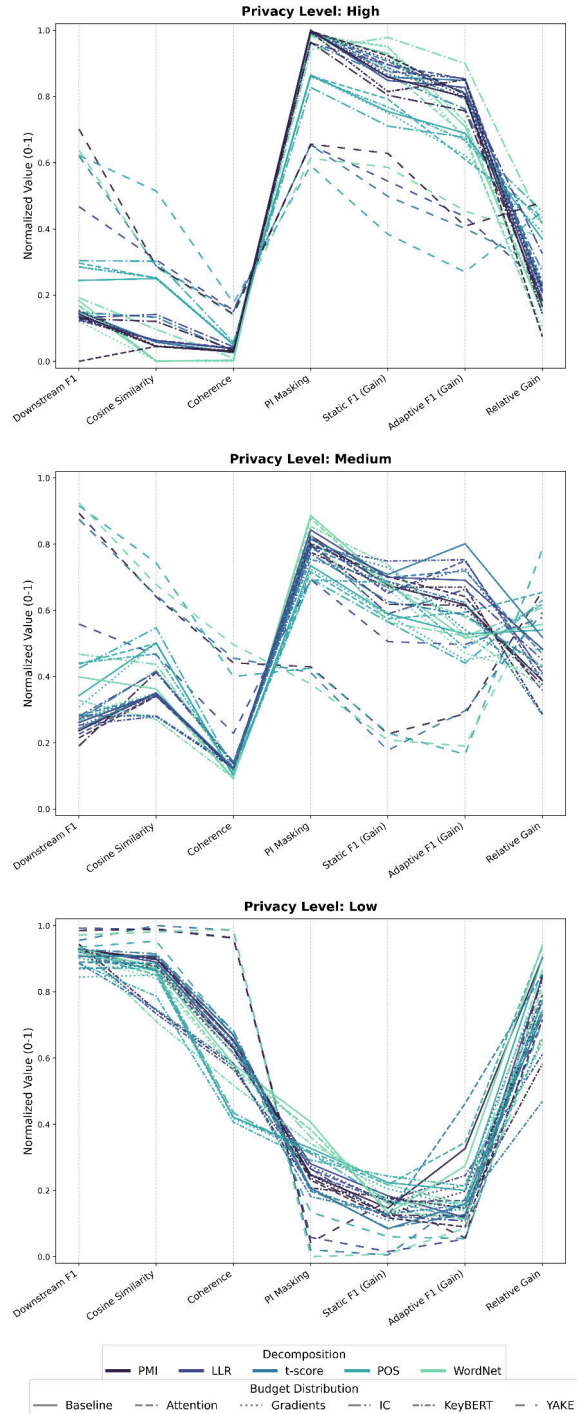 Privacy Level: High
1.0
0.8
0.6
0.4
0.2
0.0
Normalized Value (0-1)
Downstream F1
Cosine Similarity
Coherence
PI Masking
Static F1 (Gain)
Adaptive F1 (Gain)
Relative Gain
Privacy Level: Medium
1.0
0.8
0.6
0.4
0.2
0.0
Normalized Value (0-1)
Downstream F1
Cosine Similarity
Coherence
PI Masking
Static F1 (Gain)
Adaptive F1 (Gain)
Relative Gain
Privacy Level: Low
1.0
0.8
0.6
0.4
0.2
0.0
Normalized Value (0-1)
Downstream F1
Cosine Similarity
Coherence
PI Masking
Static F1 (Gain)
Adaptive F1 (Gain)
Relative Gain
Decomposition
PMI LLR t-score POS WordNet
Budget Distribution
Baseline Attention Gradients IC KeyBERT YAKE